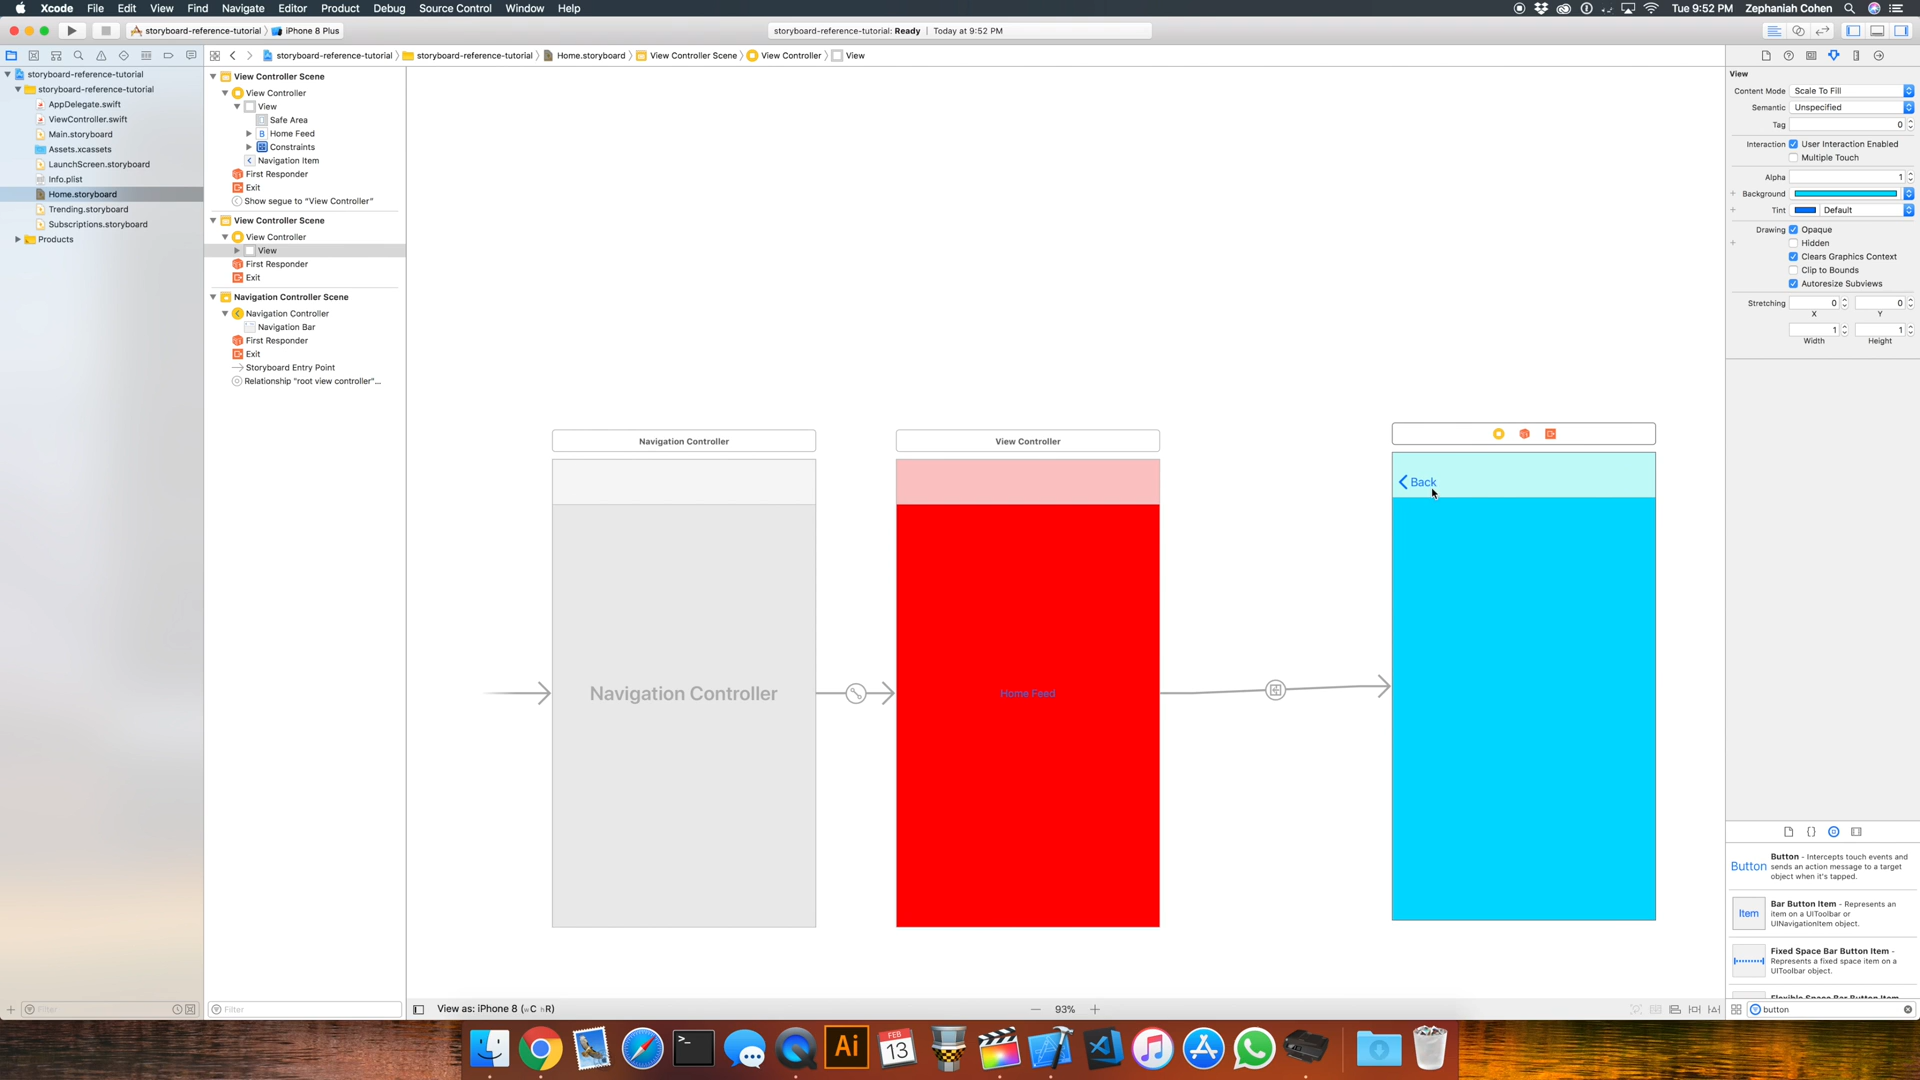 Xcode File Edit View Find Navigate Editor Product Debug Source Control Window Help Tue 9:52 PM Zephaniah Cohen
storyboard-reference-tutorial iPhone 8 Plus storyboard-reference-tutorial: Ready | Today at 9:52 PM
storyboard-reference-tutorial storyboard-reference-tutorial Home.storyboard View Controller Scene View Controller View
storyboard-reference-tutorial
storyboard-reference-tutorial
AppDelegate.swift
ViewController.swift
Main.storyboard
Assets.xcassets
LaunchScreen.storyboard
Info.plist
Home.storyboard
Trending.storyboard
Subscriptions.storyboard
Products
Filter
View Controller Scene
View Controller
View
Safe Area
B Home Feed
Constraints
Navigation Item
First Responder
Exit
Show segue to "View Controller"
View Controller Scene
View Controller
View
First Responder
Exit
Navigation Controller Scene
Navigation Controller
Navigation Bar
First Responder
Exit
Storyboard Entry Point
Relationship "root view controller"...
Filter
Navigation Controller
Navigation Controller
View Controller
Home Feed
Back
View as: iPhone 8 (wC hR)
93%
View
Content Mode Scale To Fill
Semantic Unspecified
Tag 0
Interaction User Interaction Enabled
Multiple Touch
Alpha 1
Background
Tint Default
Drawing Opaque
Hidden
Clears Graphics Context
Clip to Bounds
Autoresize Subviews
Stretching 0 0
X Y
1 1
Width Height
Button Button - Intercepts touch events and
sends an action message to a target
object when it's tapped.
Item Bar Button Item - Represents an
item on a UIToolbar or
UINavigationItem object.
Fixed Space Bar Button Item -
Represents a fixed space item on a
UIToolbar object.
Flexible Space Bar Button Item
button
Ai
FEB
13